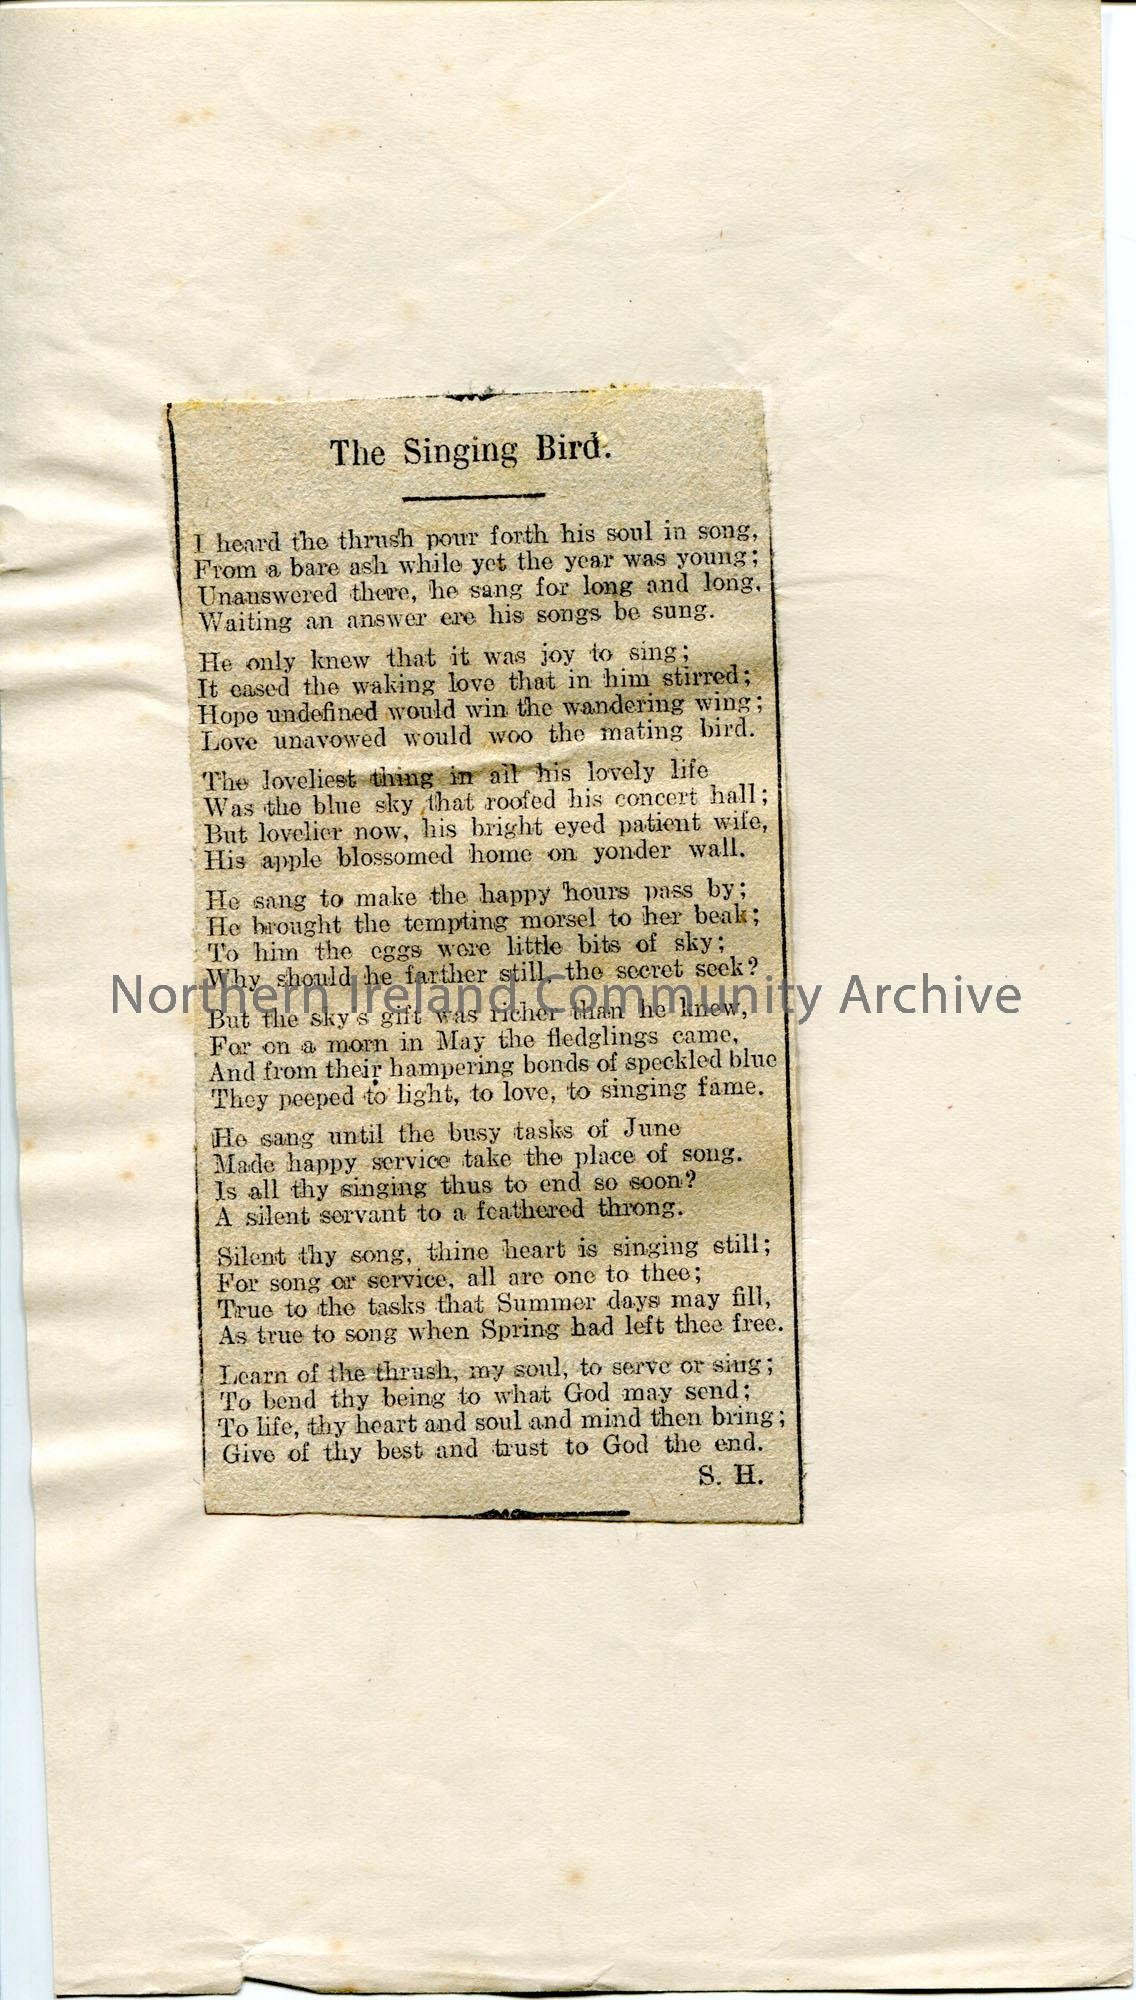 The Singing Bird.
I heard the thrush pour forth his soul in song,
From a bare ash while yet the year was young;
Unanswered there, he sang for long and long,
Waiting an answer ere his songs be sung.
He only knew that it was joy to sing;
It eased the waking love that in him stirred;
Hope undefined would win the wandering wing;
Love unavowed would woo the mating bird.
The loveliest thing in all his lovely life
Was the blue sky that roofed his concert hall;
But lovelier now, his bright eyed patient wife,
His apple blossomed home on yonder wall.
He sang to make the happy hours pass by;
He brought the tempting morsel to her beak;
To him the eggs were little bits of sky;
Why should he farther still, the secret seek?
Northern Ireland Community Archive
But the sky's gift was richer than he knew,
For on a morn in May the fledglings came,
And from their hampering bonds of speckled blue
They peeped to light, to love, to singing fame.
He sang until the busy tasks of June
Made happy service take the place of song.
Is all thy singing thus to end so soon?
A silent servant to a feathered throng.
Silent thy song, thine heart is singing still;
For song or service, all are one to thee;
True to the tasks that Summer days may fill,
As true to song when Spring had left thee free.
Learn of the thrush, my soul, to serve or sing;
To bend thy being to what God may send;
To life, thy heart and soul and mind then bring;
Give of thy best and trust to God the end.
S. H.